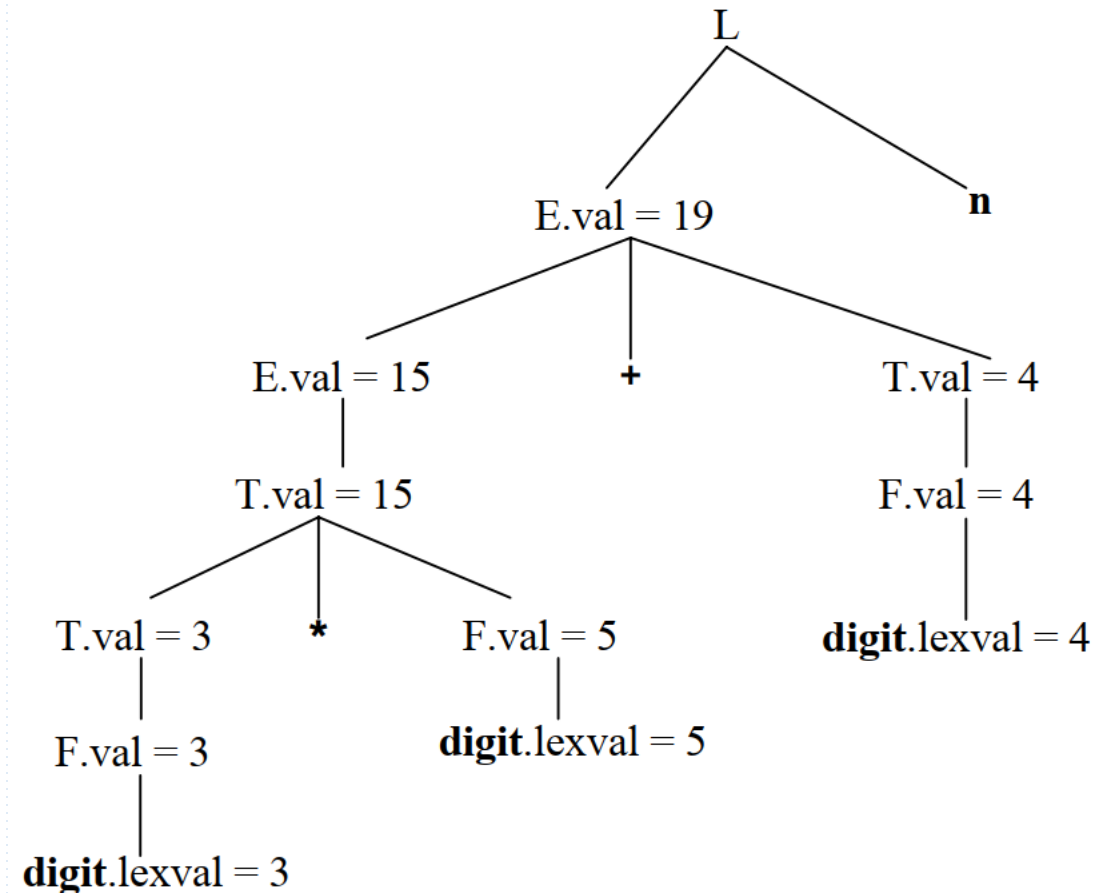 L
E.val = 19
n
E.val = 15
+
T.val = 4
T.val = 15
F.val = 4
T.val = 3
*
F.val = 5
digit.lexval = 4
F.val = 3
digit.lexval = 5
digit.lexval = 3